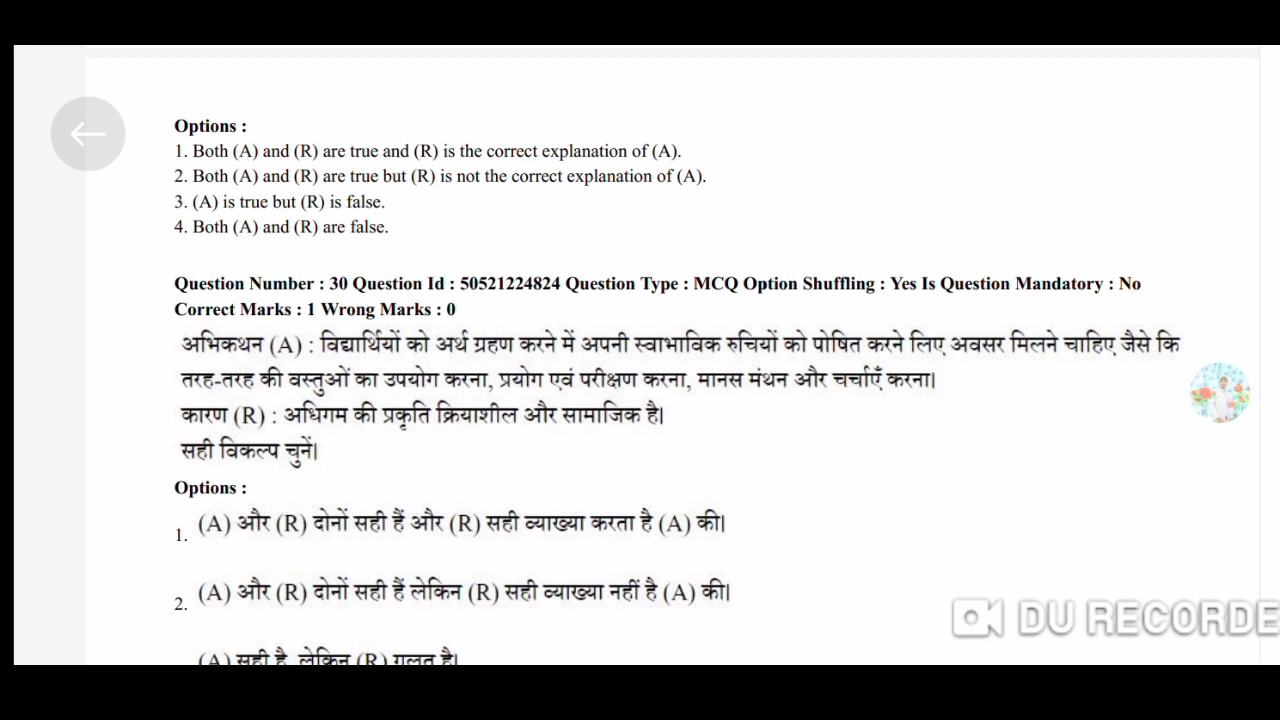 Options :
1. Both (A) and (R) are true and (R) is the correct explanation of (A).
2. Both (A) and (R) are true but (R) is not the correct explanation of (A).
3. (A) is true but (R) is false.
4. Both (A) and (R) are false.
Question Number : 30 Question Id : 50521224824 Question Type : MCQ Option Shuffling : Yes Is Question Mandatory : No
Correct Marks : 1 Wrong Marks : 0
अभिकथन (A) : विद्यार्थियों को अर्थ ग्रहण करने में अपनी स्वाभाविक रुचियों को पोषित करने लिए अवसर मिलने चाहिए जैसे कि
तरह-तरह की वस्तुओं का उपयोग करना, प्रयोग एवं परीक्षण करना, मानस मंथन और चर्चाएँ करना।
कारण (R) : अधिगम की प्रकृति क्रियाशील और सामाजिक है।
सही विकल्प चुनें।
Options :
1. (A) और (R) दोनों सही हैं और (R) सही व्याख्या करता है (A) की।
2. (A) और (R) दोनों सही हैं लेकिन (R) सही व्याख्या नहीं है (A) की।
(A) सही है, लेकिन (R) गलत है।
DU RECORDE